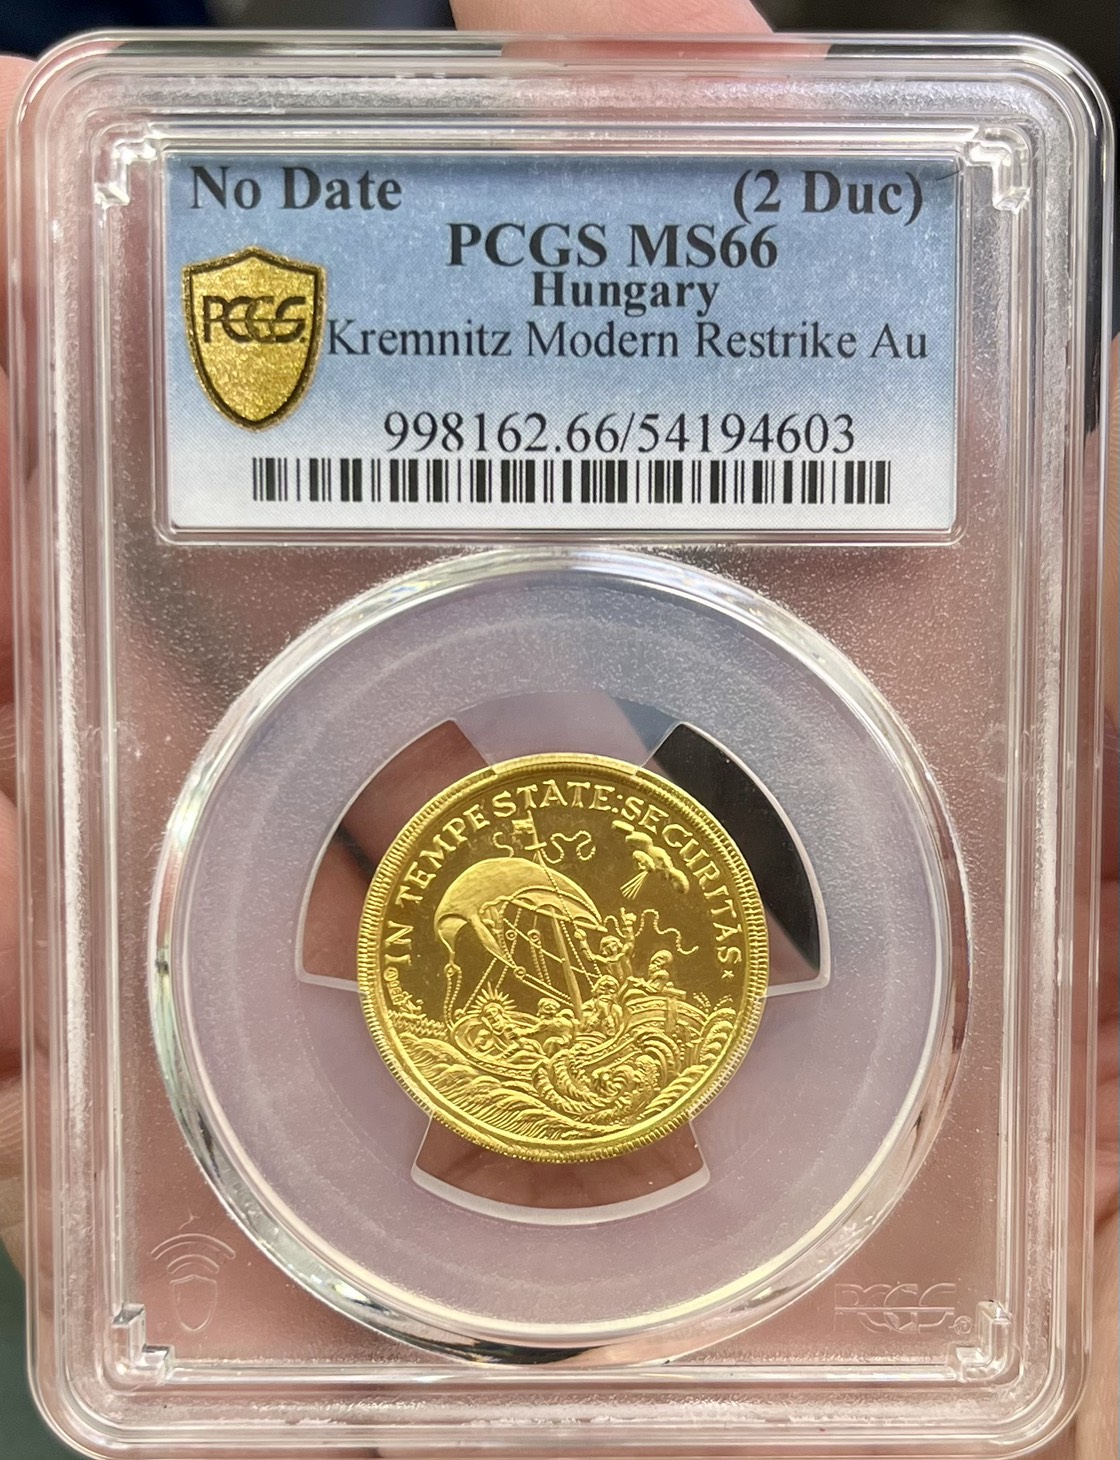 No Date (2 Duc)
PCGS MS66
Hungary
PCGS.
Kremnitz Modern Restrike Au
998162.66/54194603
IN TEMPESTATE:SECURITAS
PCGS